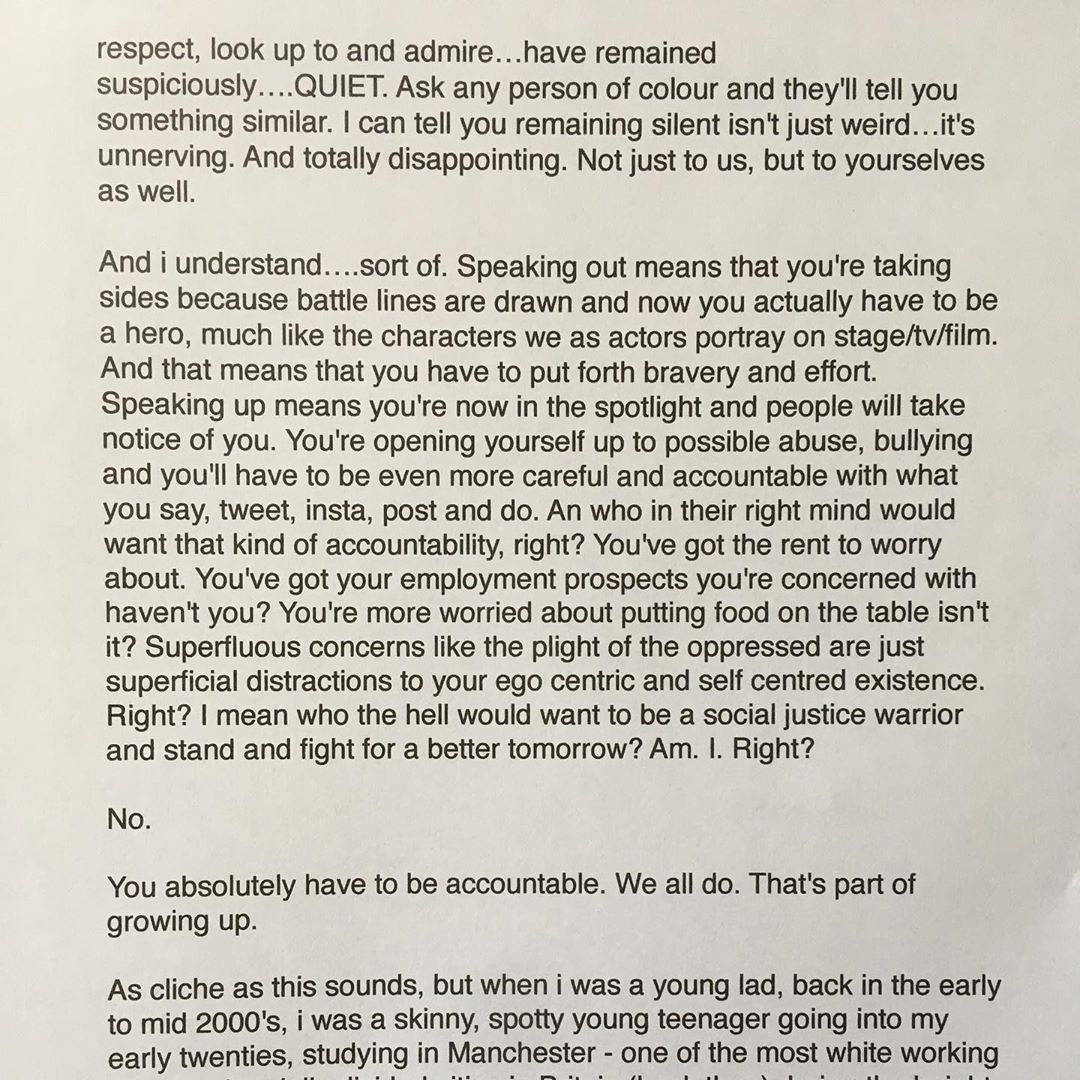 respect, look up to and admire...have remained
suspiciously....QUIET. Ask any person of colour and they'll tell you
something similar. I can tell you remaining silent isn't just weird...it's
unnerving. And totally disappointing. Not just to us, but to yourselves
as well.

And i understand....sort of. Speaking out means that you're taking
sides because battle lines are drawn and now you actually have to be
a hero, much like the characters we as actors portray on stage/tv/film.
And that means that you have to put forth bravery and effort.
Speaking up means you're now in the spotlight and people will take
notice of you. You're opening yourself up to possible abuse, bullying
and you'll have to be even more careful and accountable with what
you say, tweet, insta, post and do. An who in their right mind would
want that kind of accountability, right? You've got the rent to worry
about. You've got your employment prospects you're concerned with
haven't you? You're more worried about putting food on the table isn't
it? Superfluous concerns like the plight of the oppressed are just
superficial distractions to your ego centric and self centred existence.
Right? I mean who the hell would want to be a social justice warrior
and stand and fight for a better tomorrow? Am. I. Right?

No.

You absolutely have to be accountable. We all do. That's part of
growing up.

As cliche as this sounds, but when i was a young lad, back in the early
to mid 2000's, i was a skinny, spotty young teenager going into my
early twenties, studying in Manchester - one of the most white working